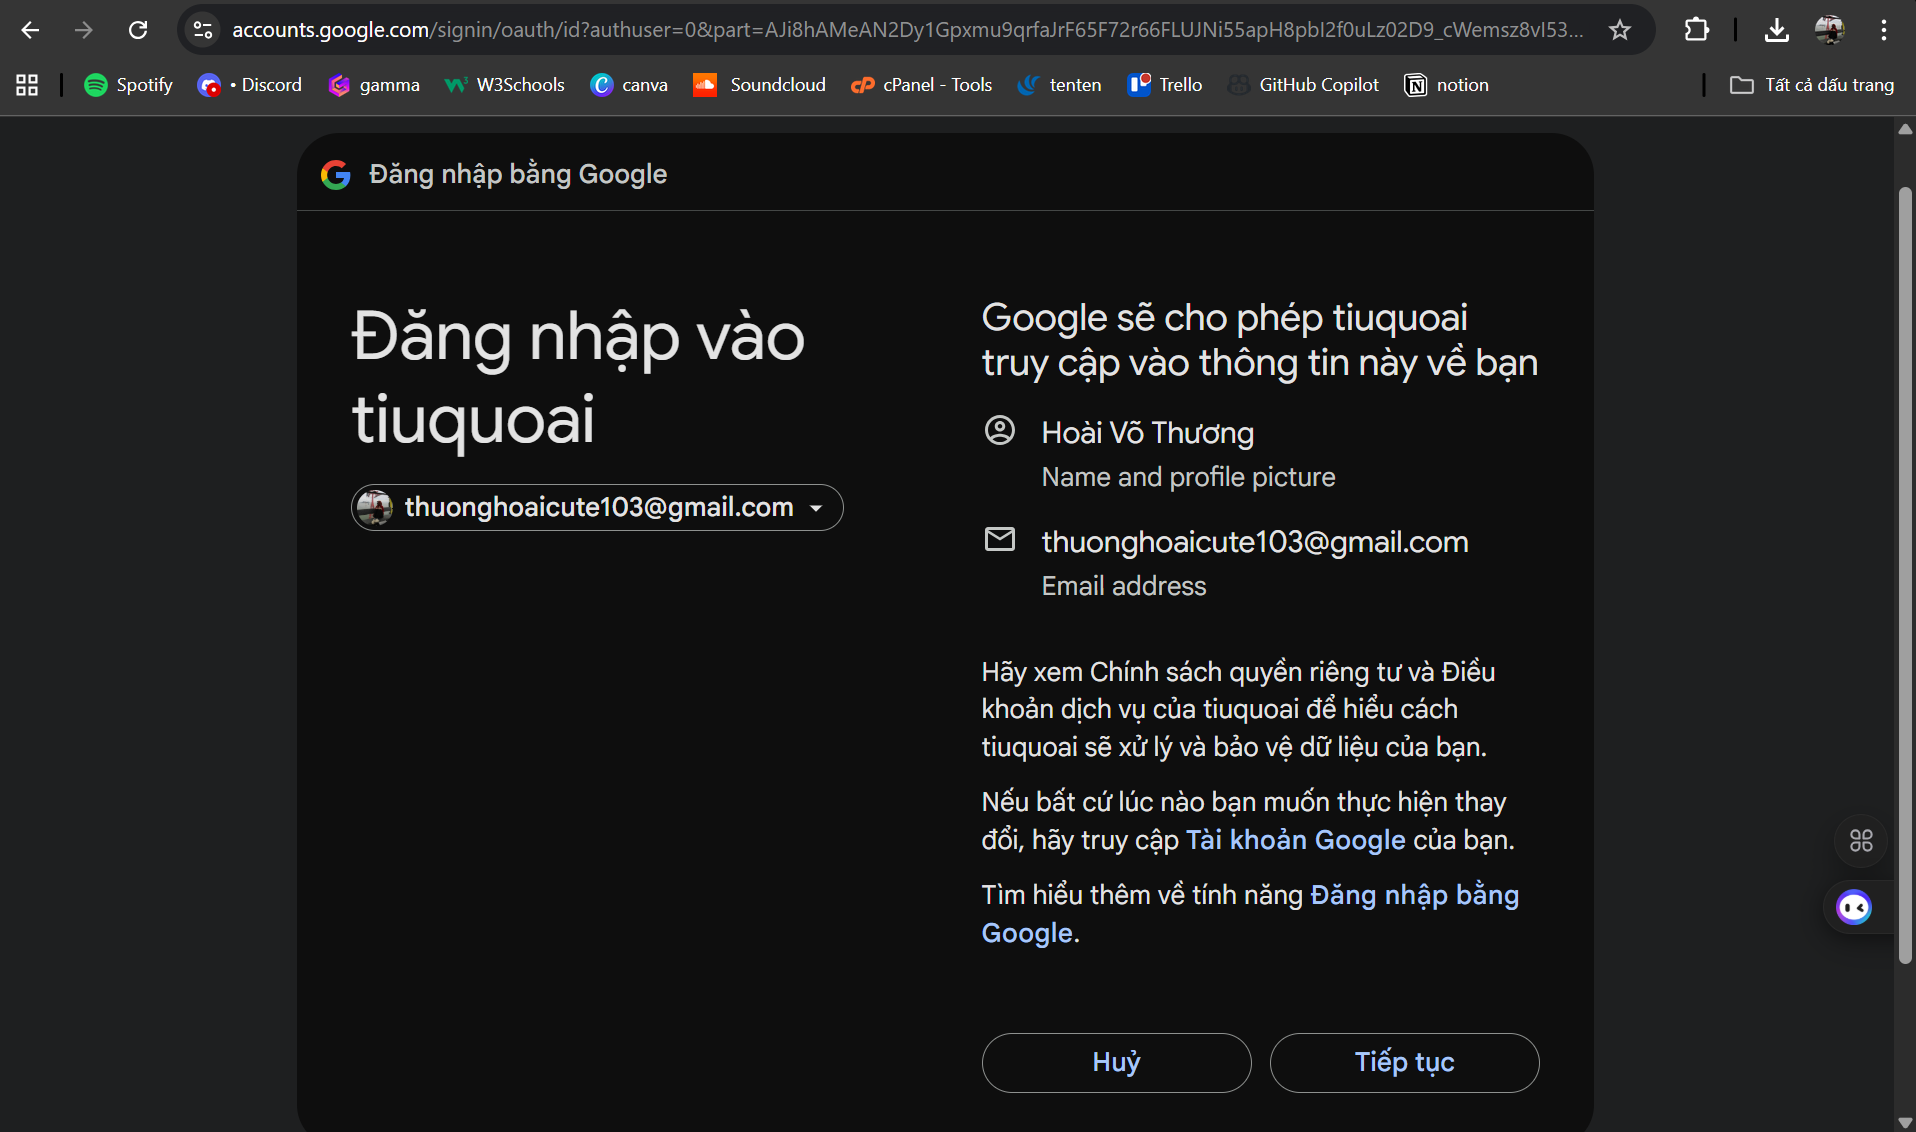 accounts.google.com/signin/oauth/id?authuser=0&part=AJi8hAMeAN2Dy1Gpxmu9qrfaJrF65F72r66FLUJNi55apH8pbI2f0uLz02D9_cWemsz8vI53...
Spotify
• Discord
gamma
W3Schools
canva
Soundcloud
cPanel - Tools
tenten
Trello
GitHub Copilot
notion
Tất cả dấu trang
Đăng nhập bằng Google
Đăng nhập vào
tiuquoai
thuonghoaicute103@gmail.com
Google sẽ cho phép tiuquoai
truy cập vào thông tin này về bạn
Hoài Võ Thương
Name and profile picture
thuonghoaicute103@gmail.com
Email address
Hãy xem Chính sách quyền riêng tư và Điều
khoản dịch vụ của tiuquoai để hiểu cách
tiuquoai sẽ xử lý và bảo vệ dữ liệu của bạn.
Nếu bất cứ lúc nào bạn muốn thực hiện thay
đổi, hãy truy cập Tài khoản Google của bạn.
Tìm hiểu thêm về tính năng Đăng nhập bằng
Google.
Huỷ
Tiếp tục